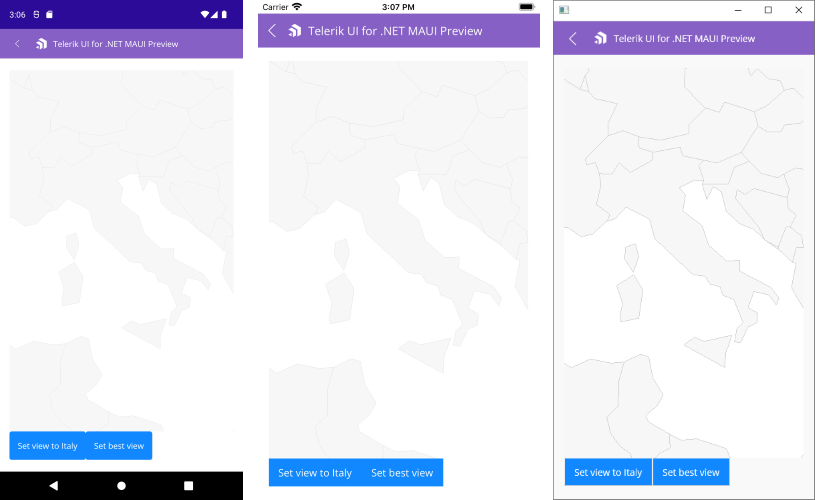 3:06
Telerik UI for .NET MAUI Preview
Set view to Italy
Set best view
Carrier
3:07 PM
Telerik UI for .NET MAUI Preview
Set view to Italy
Set best view
Telerik UI for .NET MAUI Preview
Set view to Italy
Set best view